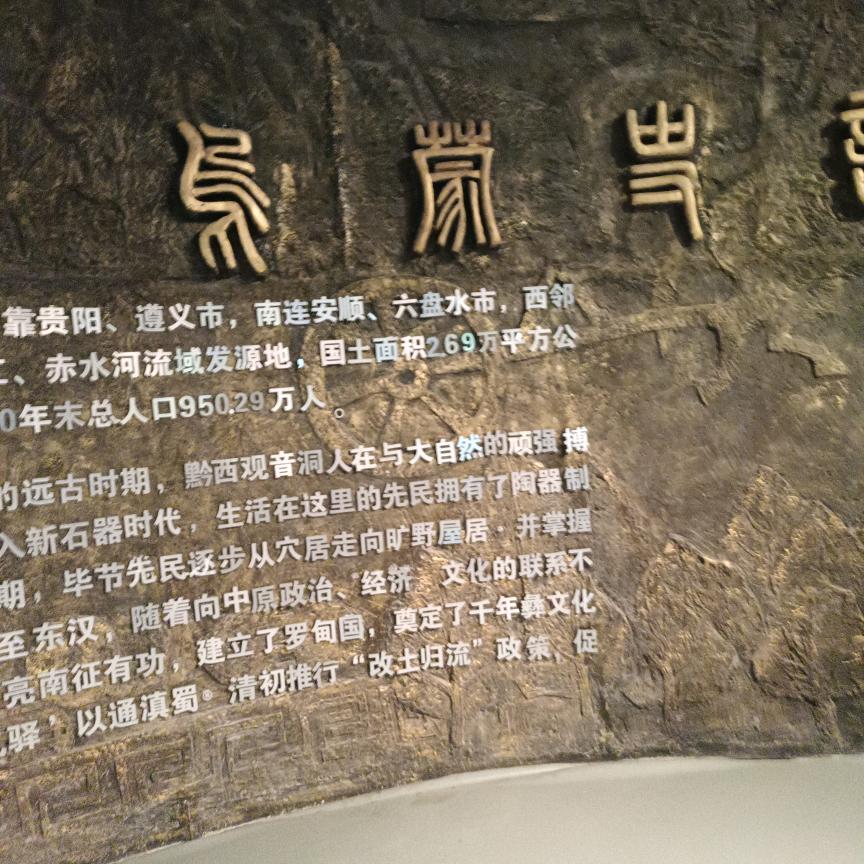 乌蒙史
靠贵阳、遵义市，南连安顺、六盘水市，西邻
、赤水河流域发源地，国土面积2.69万平方公
0年末总人口950.29万人。
的远古时期，黔西观音洞人在与大自然的顽强搏
入新石器时代，生活在这里的先民拥有了陶器制
期，毕节先民逐步从穴居走向旷野屋居·并掌握
至东汉，随着向中原政治、经济 文化的联系不
亮南征有功，建立了罗甸国，奠定了千年彝文化
驿，以通滇蜀。清初推行“改土归流”政策，促